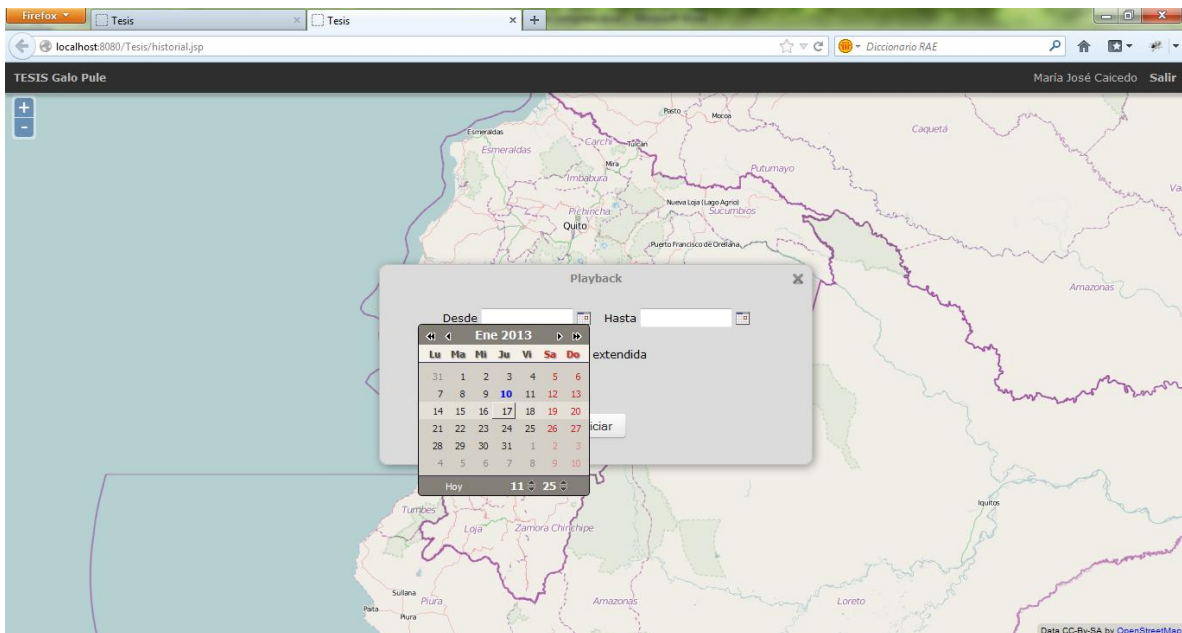 Firefox
Tesis
Tesis
localhost:8080/Tesis/historial.jsp
Diccionario RAE
TESIS Galo Pule
María José Caicedo Salir
+
-
Pasto
Mocoa
Caquetá
Esmeraldas
Esmeraldas
Carchi
Tulcan
Mira
Putumayo
Imbabura
Nueva Loja (Lago Agrio)
Sucumbios
Pichincha
Quito
Puerto Francisco de Orellana
Amazonas
Playback
Desde
Hasta
Ene 2013
Lu Ma Mi Ju Vi Sa Do
extendida
31 1 2 3 4 5 6
7 8 9 10 11 12 13
14 15 16 17 18 19 20
21 22 23 24 25 26 27
iciar
28 29 30 31 1 2 3
4 5 6 7 8 9 10
Hoy 11 25
Tumbes
Loja
Zamora Chinchipe
Iquitos
Sullana
Piura
Paita
Piura
Amazonas
Loreto
Data CC-By-SA by OpenStreetMap